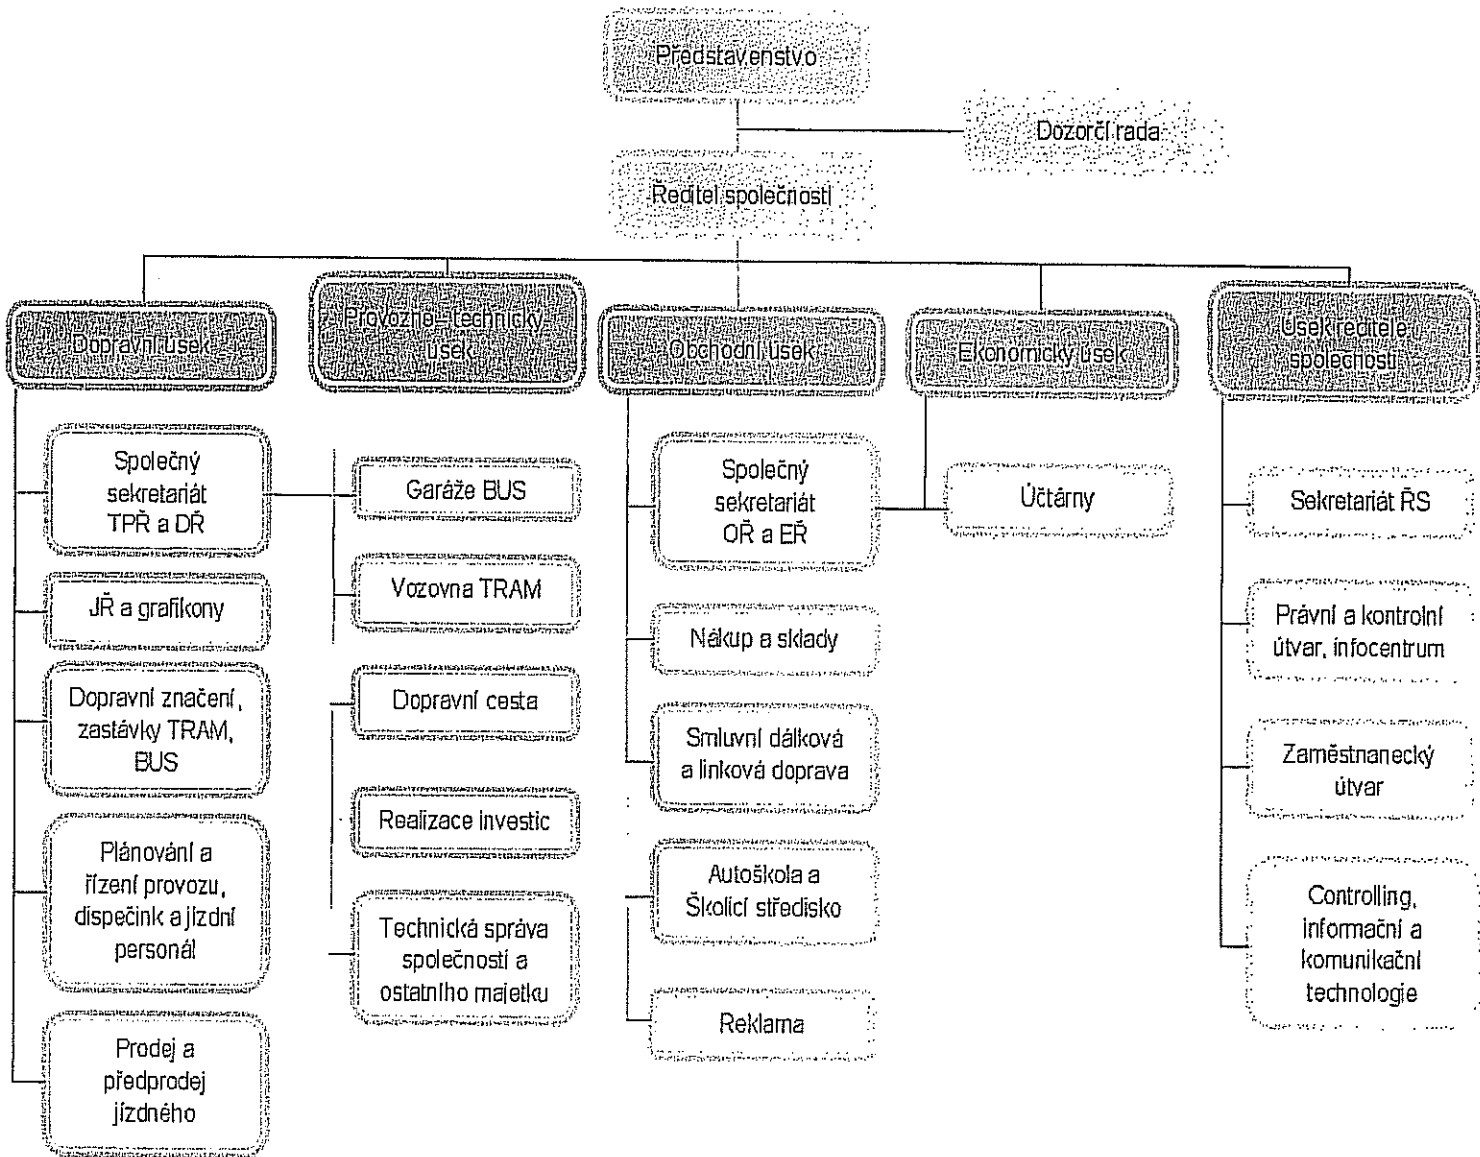 Představenstvo
Dozorčí rada
Ředitel společnosti
Dopravní úsek
Provozně – technický
úsek
Obchodní úsek
Ekonomický úsek
Úsek ředitele
společnosti
Společný
sekretariát
TPŘ a DŘ
JŘ a grafikony
Dopravní značení,
zastávky TRAM,
BUS
Plánování a
řízení provozu,
dispečink a jízdní
personál
Prodej a
předprodej
jízdného
Garáže BUS
Vozovna TRAM
Dopravní cesta
Realizace investic
Technická správa
společností a
ostatního majetku
Společný
sekretariát
OŘ a EŘ
Nákup a sklady
Smluvní dálková
a linková doprava
Autoškola a
Školicí středisko
Reklama
Účtárny
Sekretariát ŘS
Právní a kontrolní
útvar, infocentrum
Zaměstnanecký
útvar
Controlling,
informační a
komunikační
technologie